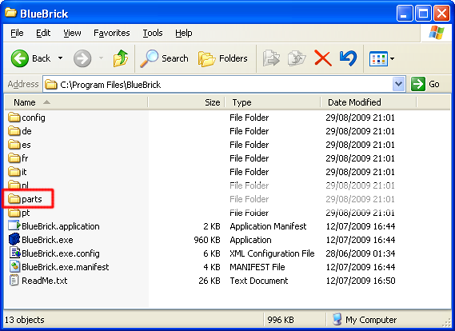 BlueBrick
File Edit View Favorites Tools Help
Back Search Folders
Address C:\Program Files\BlueBrick Go
Name Size Type Date Modified
config File Folder 29/08/2009 21:01
de File Folder 29/08/2009 21:01
es File Folder 29/08/2009 21:01
fr File Folder 29/08/2009 21:01
it File Folder 29/08/2009 21:01
nl File Folder 29/08/2009 21:01
parts File Folder 29/08/2009 21:01
pt File Folder 29/08/2009 21:01
BlueBrick.application 2 KB Application Manifest 12/07/2009 16:44
BlueBrick.exe 960 KB Application 12/07/2009 16:44
BlueBrick.exe.config 6 KB XML Configuration File 28/06/2009 01:34
BlueBrick.exe.manifest 4 KB MANIFEST File 12/07/2009 16:44
ReadMe.txt 26 KB Text Document 12/07/2009 16:50
13 objects 996 KB My Computer